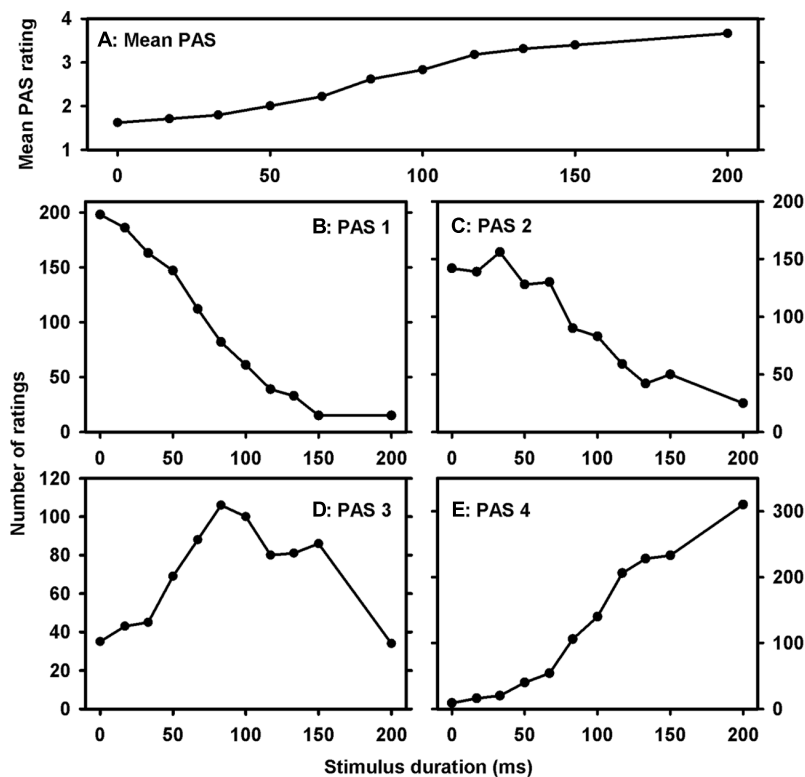 Mean PAS rating
4
3
2
1
A: Mean PAS
0 50 100 150 200
Number of ratings
200
150
100
50
0
B: PAS 1
0 50 100 150 200
C: PAS 2
200
150
100
50
0
0 50 100 150 200
120
100
80
60
40
20
0
D: PAS 3
0 50 100 150 200
E: PAS 4
300
200
100
0
0 50 100 150 200
Stimulus duration (ms)